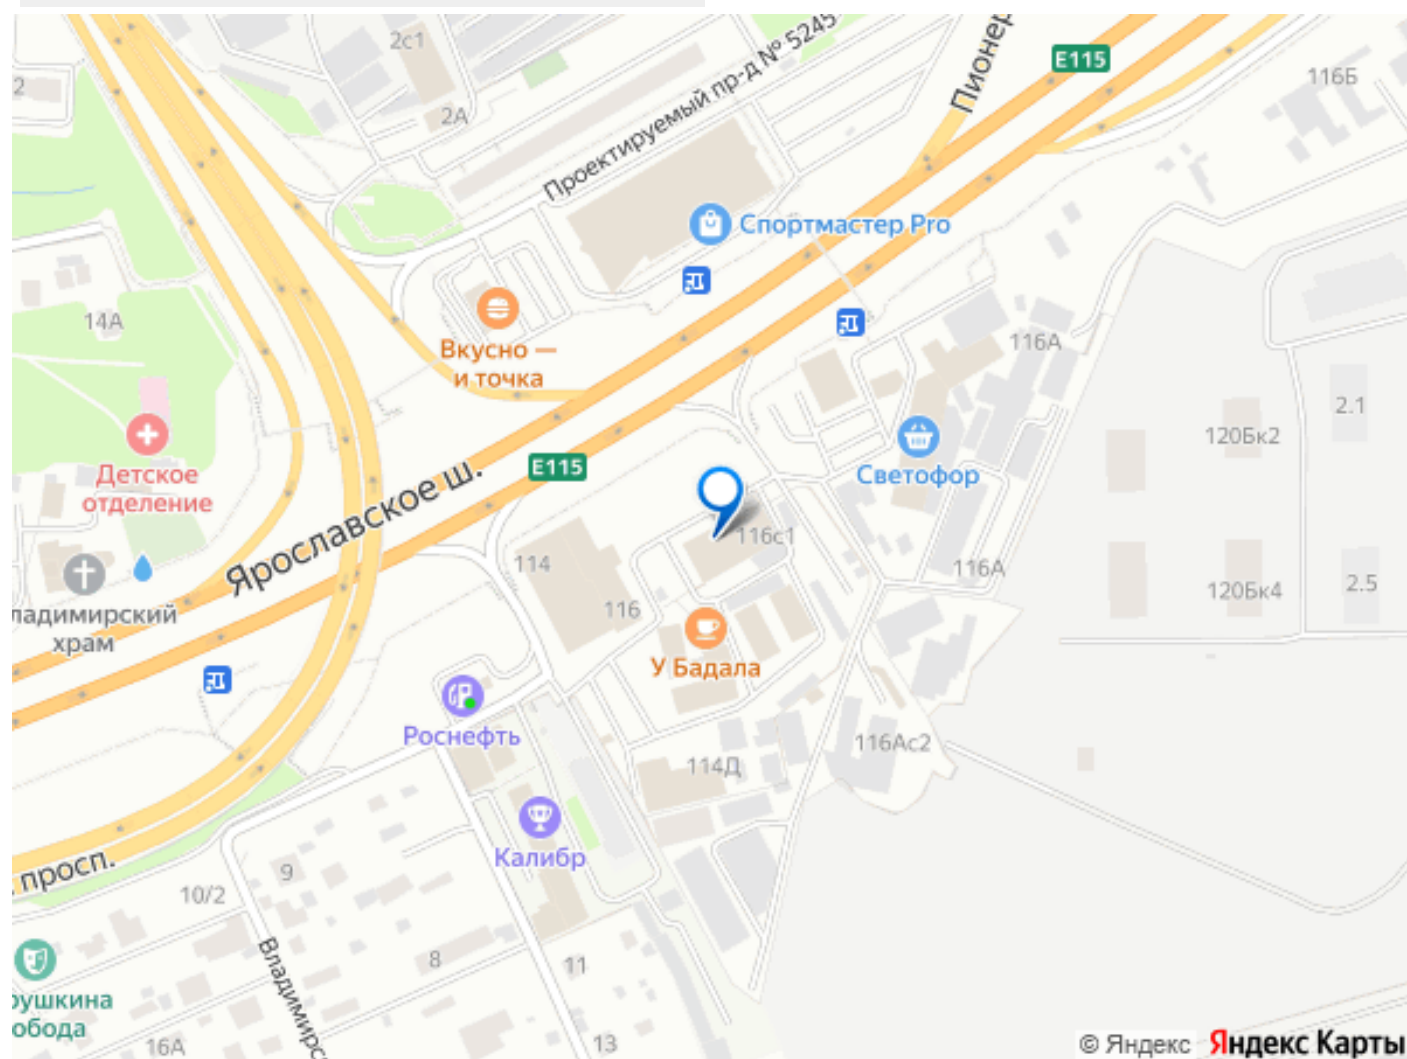 2с1
Проектируемый пр-д № 5245
Пионер
E115
116Б
2
2А
Спортмастер Pro
14А
Вкусно —
и точка
116А
2.1
120Бк2
Детское
отделение
Ярославское ш.
E115
Светофор
116с1
114
116А
120Бк4
2.5
ладимирский
храм
116
У Бадала
Роснефть
116Ас2
114Д
Калибр
просп.
9
10/2
Владимирс
8
11
рушкина
обода
16А
13
© Яндекс Яндекс Карты